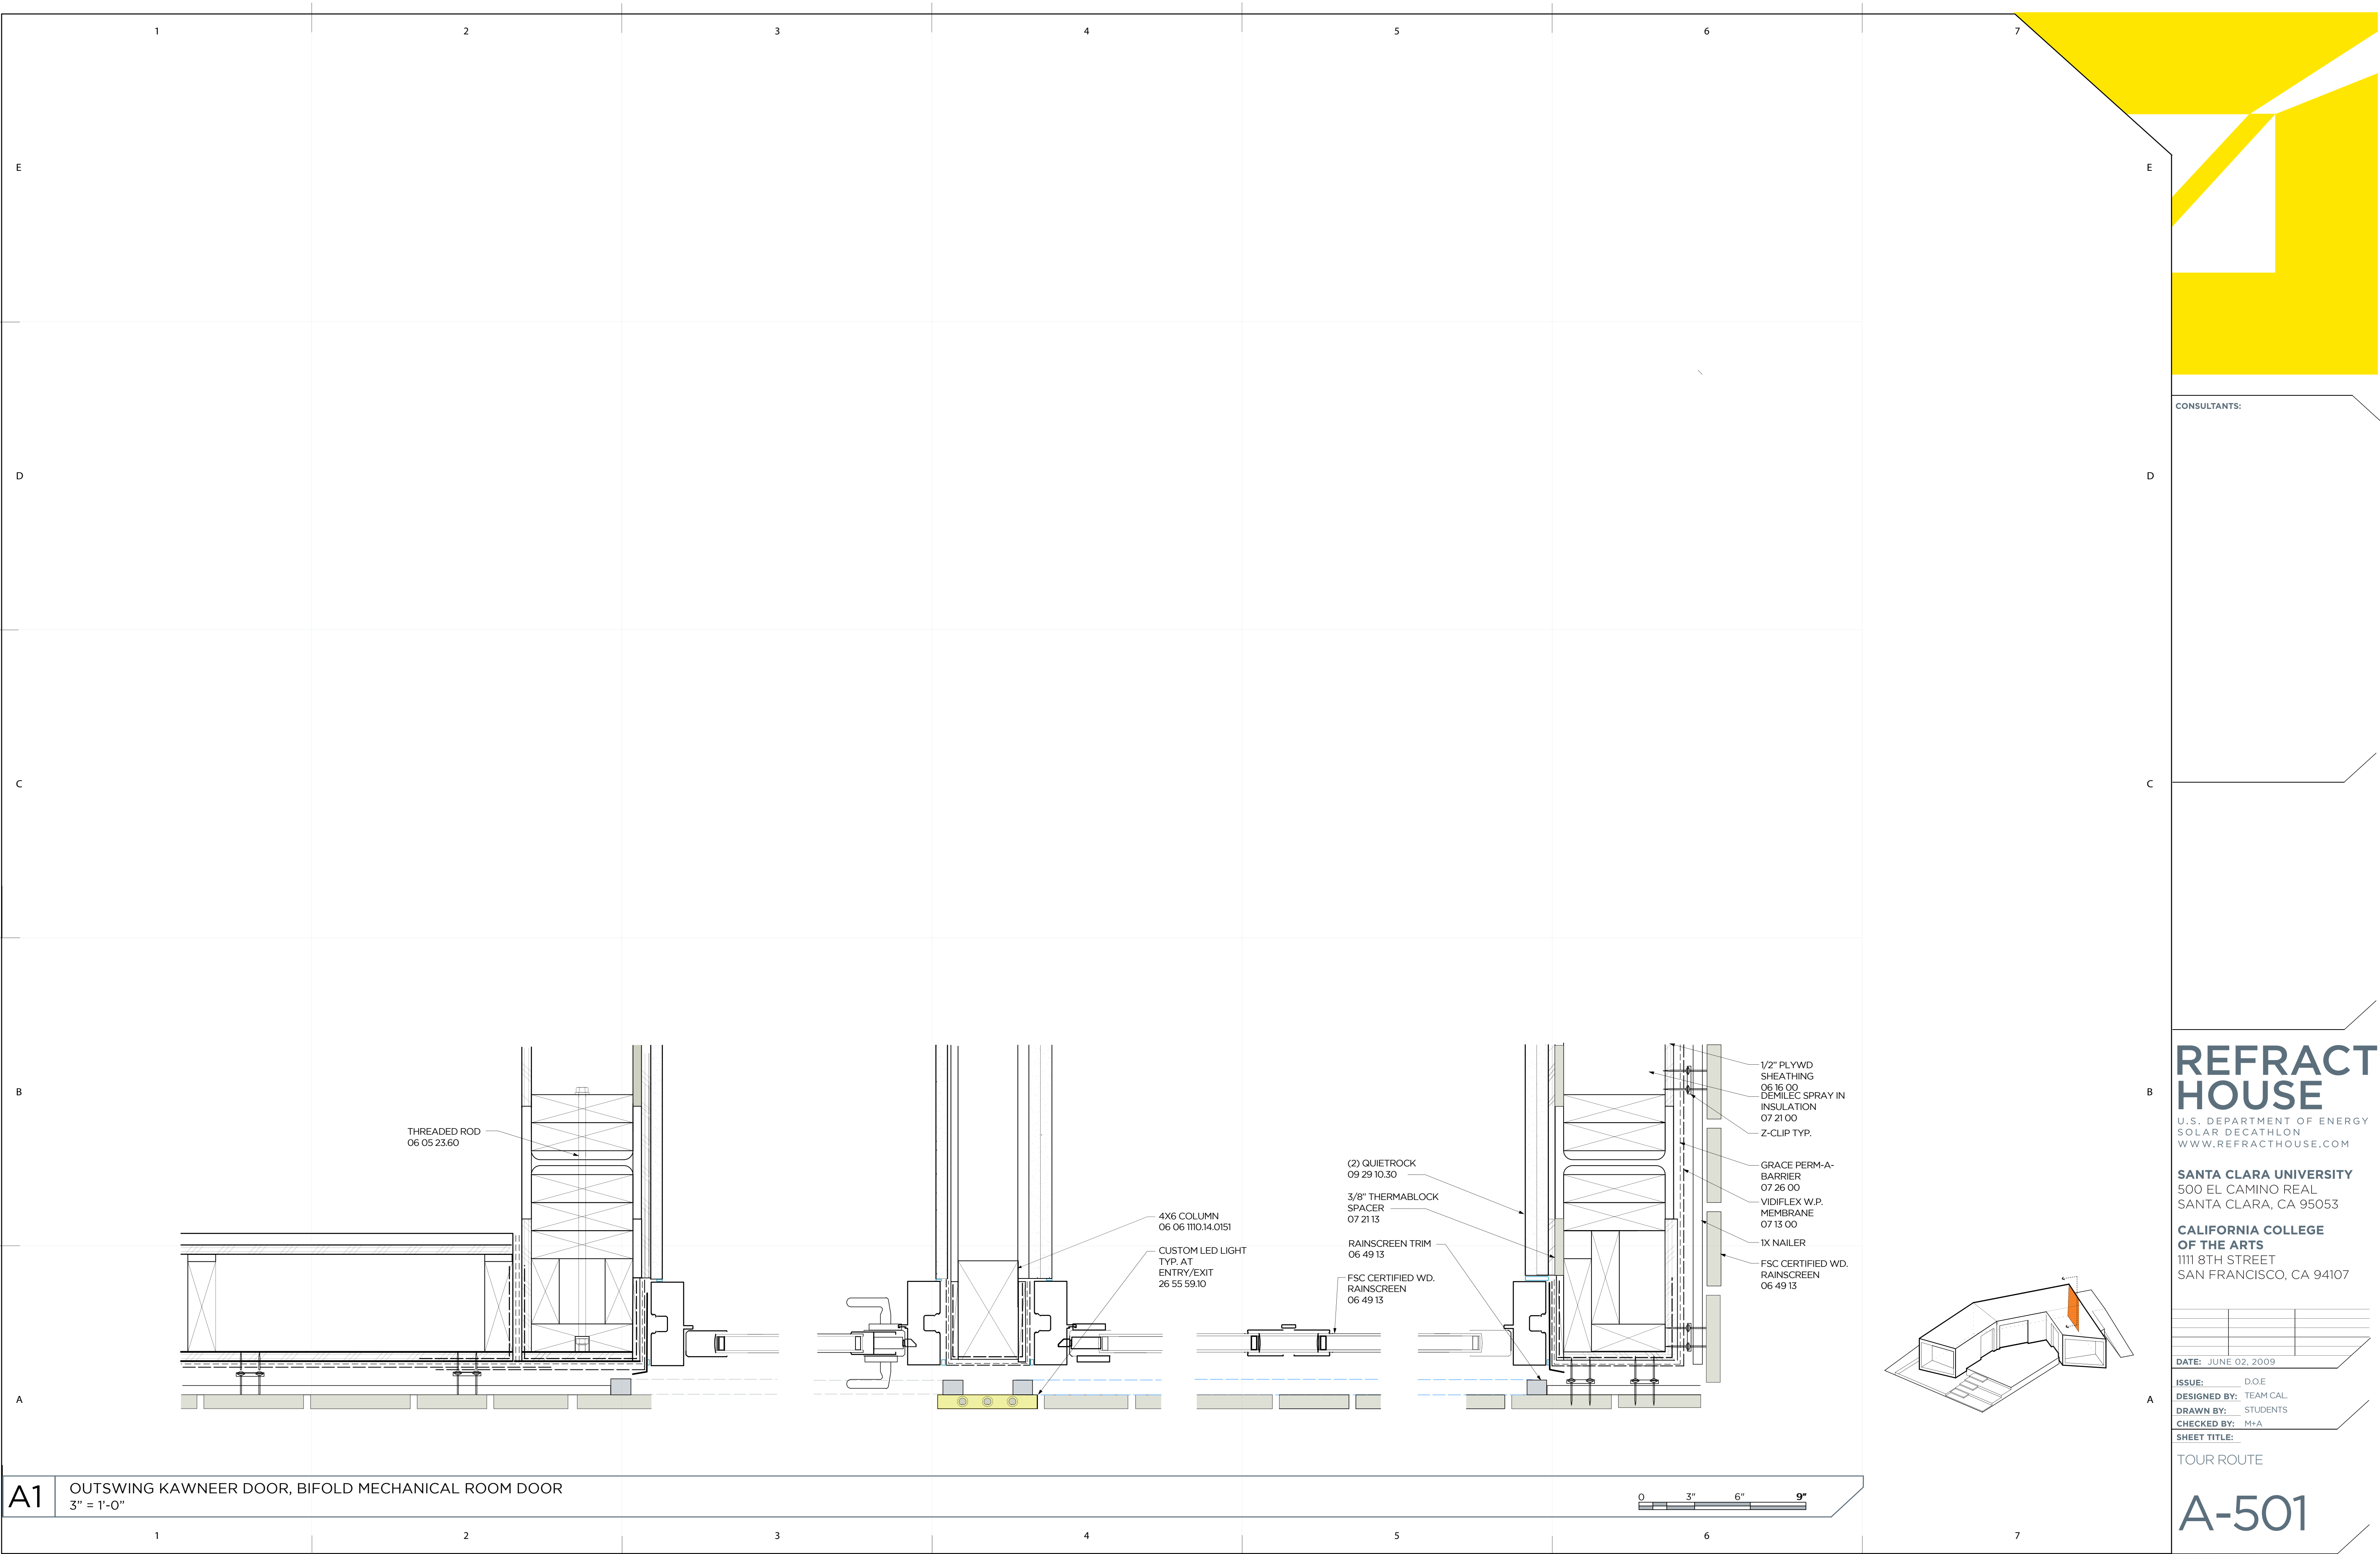 1 2 3 4 5 6 7
E E
D D
C C
B B
A A
THREADED ROD
06 05 23.60
4X6 COLUMN
06 06 1110.14.0151
CUSTOM LED LIGHT
TYP. AT
ENTRY/EXIT
26 55 59.10
(2) QUIETROCK
09 29 10.30
3/8" THERMABLOCK
SPACER
07 21 13
RAINSCREEN TRIM
06 49 13
FSC CERTIFIED WD.
RAINSCREEN
06 49 13
1/2" PLYWD
SHEATHING
06 16 00
DEMILEC SPRAY IN
INSULATION
07 21 00
Z-CLIP TYP.
GRACE PERM-A-
BARRIER
07 26 00
VIDIFLEX W.P.
MEMBRANE
07 13 00
1X NAILER
FSC CERTIFIED WD.
RAINSCREEN
06 49 13
A1
OUTSWING KAWNEER DOOR, BIFOLD MECHANICAL ROOM DOOR
3" = 1'-0"
0 3" 6" 9"
1 2 3 4 5 6 7
CONSULTANTS:
REFRACT
HOUSE
U.S. DEPARTMENT OF ENERGY
SOLAR DECATHLON
WWW.REFRACTHOUSE.COM
SANTA CLARA UNIVERSITY
500 EL CAMINO REAL
SANTA CLARA, CA 95053
CALIFORNIA COLLEGE
OF THE ARTS
1111 8TH STREET
SAN FRANCISCO, CA 94107
DATE: JUNE 02, 2009
ISSUE: D.O.E
DESIGNED BY: TEAM CAL.
DRAWN BY: STUDENTS
CHECKED BY: M+A
SHEET TITLE:
TOUR ROUTE
A-501